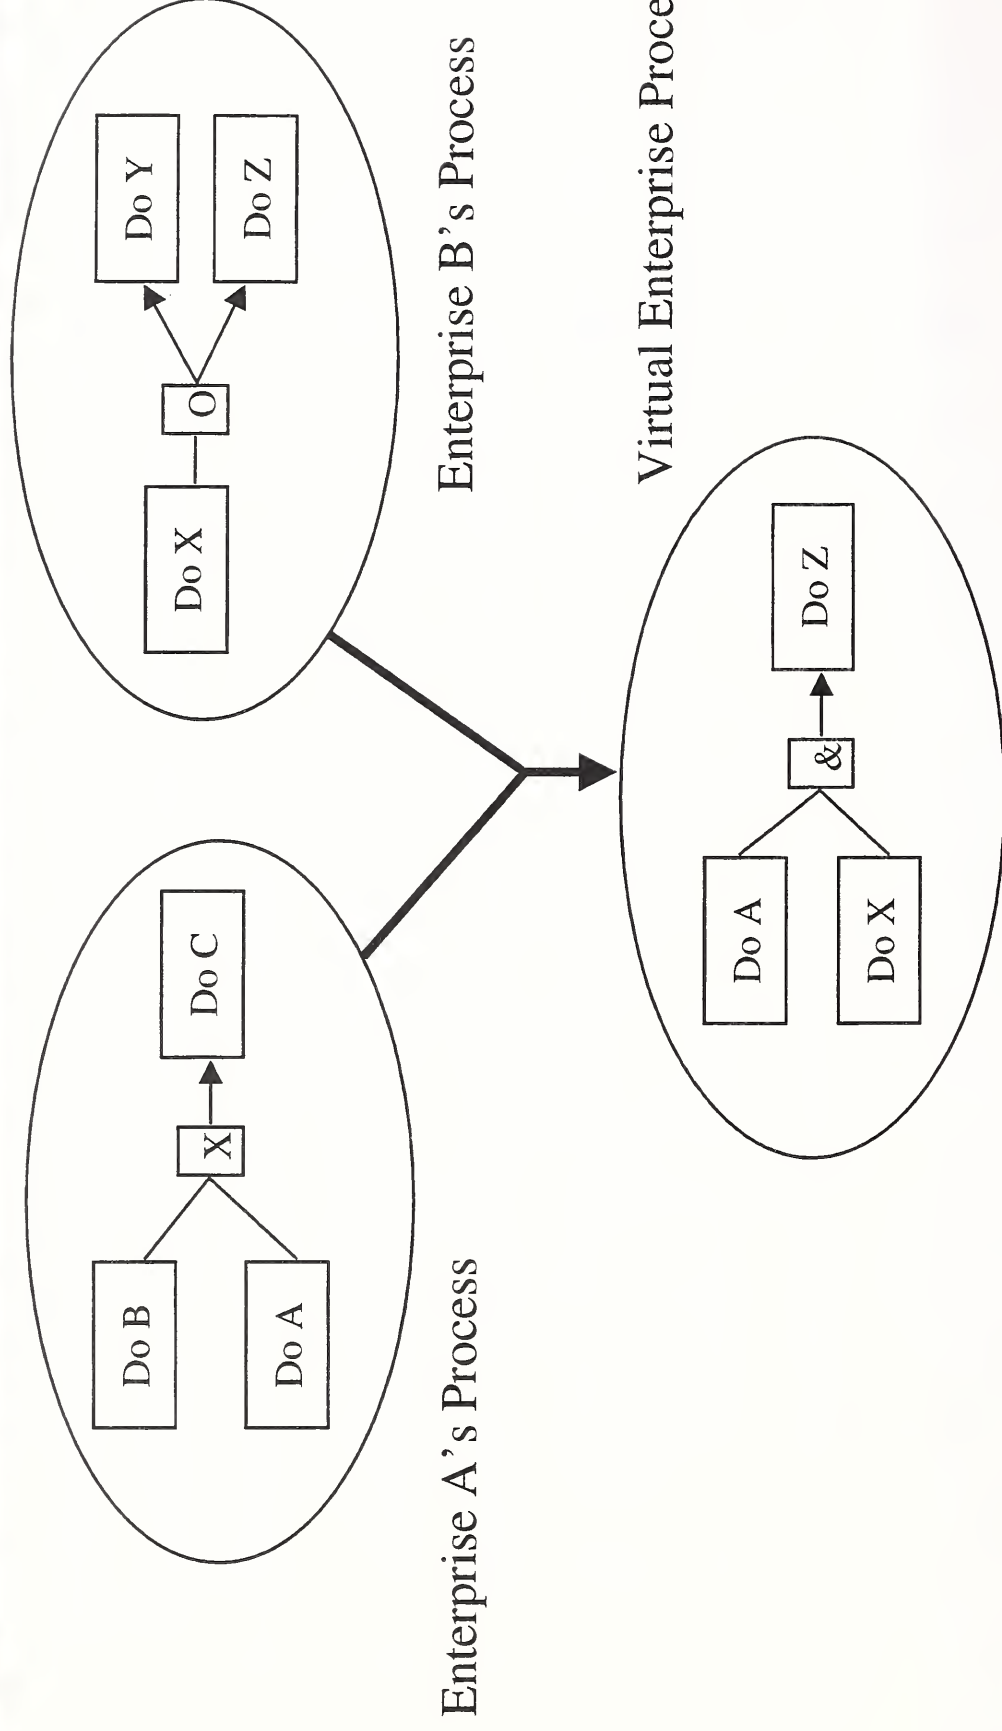 Do B
Do A
X
Do C
Enterprise A's Process
Do X
O
Do Y
Do Z
Enterprise B's Process
Do A
Do X
&
Do Z
Virtual Enterprise Proce